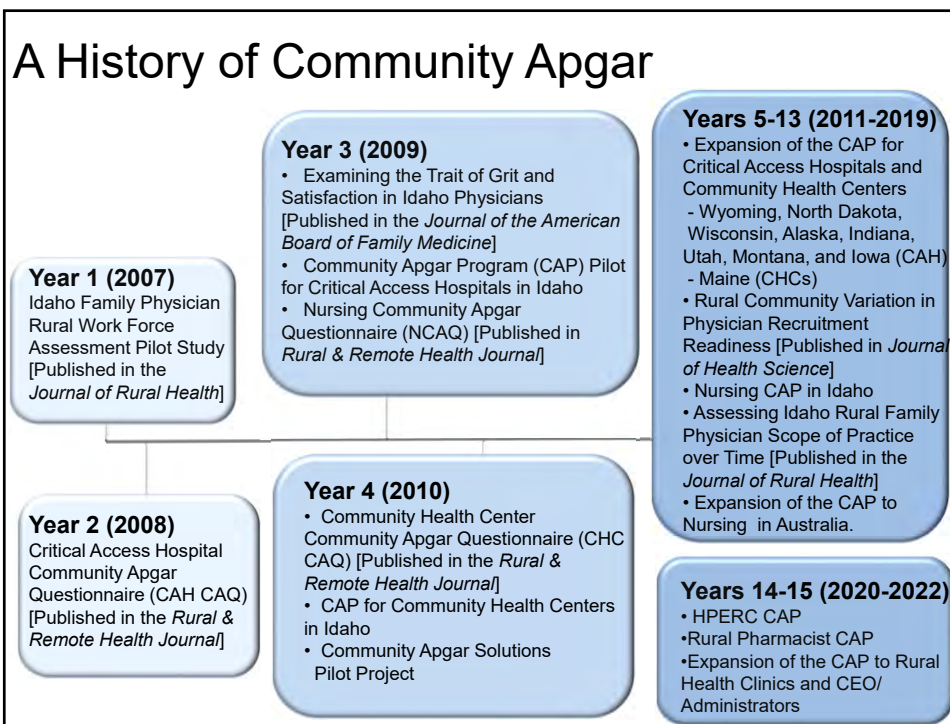 A History of Community Apgar
Year 1 (2007)
Idaho Family Physician
Rural Work Force
Assessment Pilot Study
[Published in the
Journal of Rural Health]
Year 2 (2008)
Critical Access Hospital
Community Apgar
Questionnaire (CAH CAQ)
[Published in the Rural &
Remote Health Journal]
Year 3 (2009)
• Examining the Trait of Grit and
Satisfaction in Idaho Physicians
[Published in the Journal of the American
Board of Family Medicine]
• Community Apgar Program (CAP) Pilot
for Critical Access Hospitals in Idaho
• Nursing Community Apgar
Questionnaire (NCAQ) [Published in
Rural & Remote Health Journal]
Year 4 (2010)
• Community Health Center
Community Apgar Questionnaire (CHC
CAQ) [Published in the Rural &
Remote Health Journal]
• CAP for Community Health Centers
in Idaho
• Community Apgar Solutions
Pilot Project
Years 5-13 (2011-2019)
• Expansion of the CAP for
Critical Access Hospitals and
Community Health Centers
- Wyoming, North Dakota,
Wisconsin, Alaska, Indiana,
Utah, Montana, and Iowa (CAH)
- Maine (CHCs)
• Rural Community Variation in
Physician Recruitment
Readiness [Published in Journal
of Health Science]
• Nursing CAP in Idaho
• Assessing Idaho Rural Family
Physician Scope of Practice
over Time [Published in the
Journal of Rural Health]
• Expansion of the CAP to
Nursing in Australia.
Years 14-15 (2020-2022)
• HPERC CAP
•Rural Pharmacist CAP
•Expansion of the CAP to Rural
Health Clinics and CEO/
Administrators